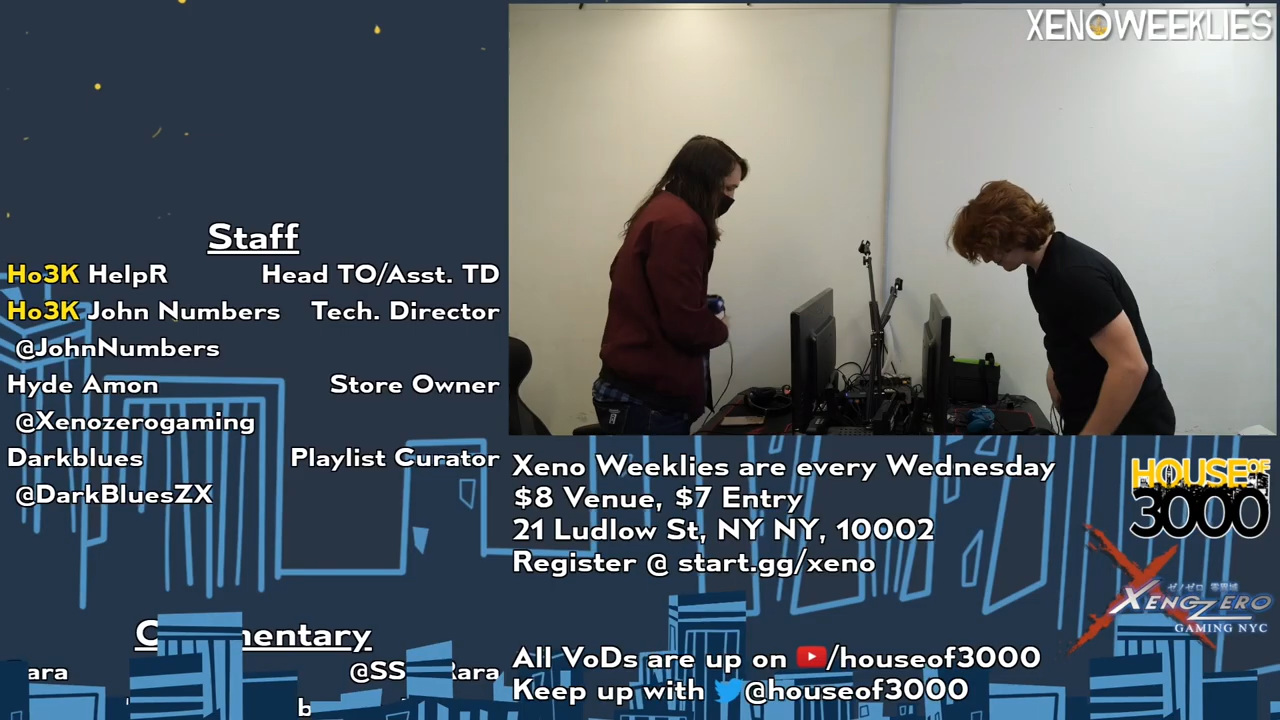 XENOWEEKLIES
Staff
Ho3K HelpR Head TO/Asst. TD
Ho3K John Numbers Tech. Director
@JohnNumbers
Hyde Amon Store Owner
@Xenozerogaming
Darkblues Playlist Curator
@DarkBluesZX
Xeno Weeklies are every Wednesday
$8 Venue, $7 Entry
21 Ludlow St, NY NY, 10002
Register @ start.gg/xeno
HOUSE OF
3000
XENOZERO
GAMING NYC
All VoDs are up on /houseof3000
Keep up with @houseof3000